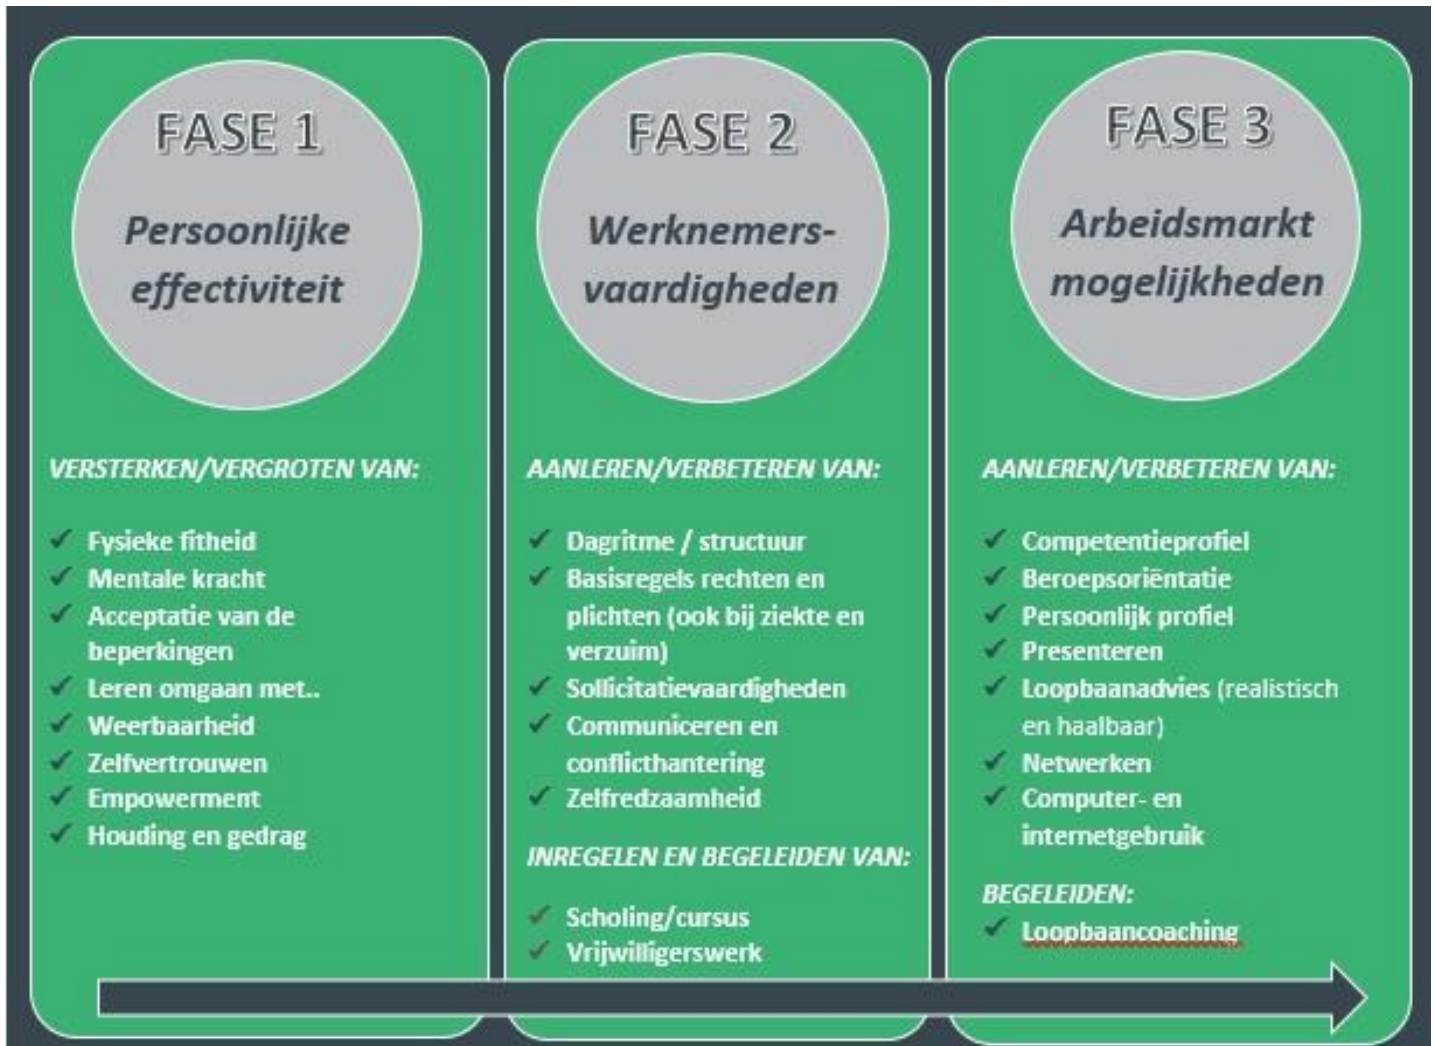 FASE 1
Persoonlijke
effectiviteit
VERSTERKEN/VERGROTEN VAN:
✓ Fysieke fitheid
✓ Mentale kracht
✓ Acceptatie van de
beperkingen
✓ Leren omgaan met..
✓ Weerbaarheid
✓ Zelfvertrouwen
✓ Empowerment
✓ Houding en gedrag
FASE 2
Werknemers-
vaardigheden
AANLEREN/VERBETEREN VAN:
✓ Dagritme / structuur
✓ Basisregels rechten en
plichten (ook bij ziekte en
verzuim)
✓ Sollicitatievaardigheden
✓ Communiceren en
conflicthantering
✓ Zelfredzaamheid
INREGELEN EN BEGELEIDEN VAN:
✓ Scholing/cursus
✓ Vrijwilligerswerk
FASE 3
Arbeidsmarkt
mogelijkheden
AANLEREN/VERBETEREN VAN:
✓ Competentieprofiel
✓ Beroepsoriëntatie
✓ Persoonlijk profiel
✓ Presenteren
✓ Loopbaanadvies (realistisch
en haalbaar)
✓ Netwerken
✓ Computer- en
internetgebruik
BEGELEIDEN:
✓ Loopbaancoaching